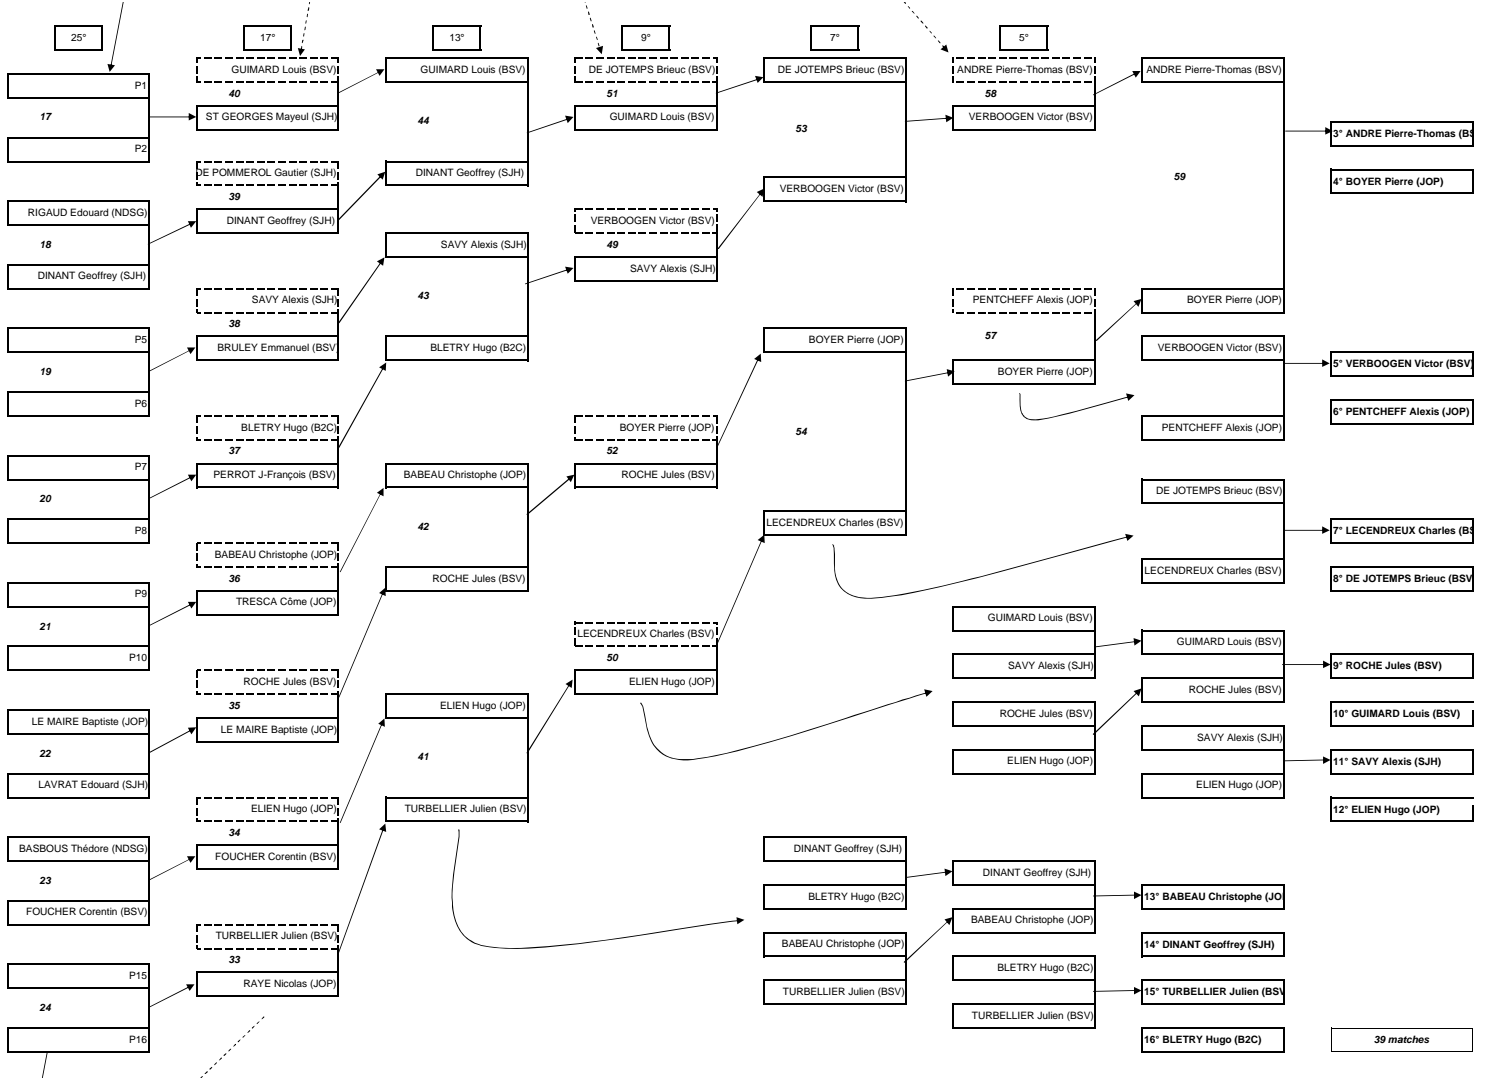 25°
17°
13°
9°
7°
5°
P1
17
P2
RIGAUD Edouard (NDSG)
18
DINANT Geoffrey (SJH)
P5
19
P6
P7
20
P8
P9
21
P10
LE MAIRE Baptiste (JOP)
22
LAVRAT Edouard (SJH)
BASBOUS Thédore (NDSG)
23
FOUCHER Corentin (BSV)
P15
24
P16
GUIMARD Louis (BSV)
40
ST GEORGES Mayeul (SJH)
DE POMMEROL Gautier (SJH)
39
DINANT Geoffrey (SJH)
SAVY Alexis (SJH)
38
BRULEY Emmanuel (BSV)
BLETRY Hugo (B2C)
37
PERROT J-François (BSV)
BABEAU Christophe (JOP)
36
TRESCA Côme (JOP)
ROCHE Jules (BSV)
35
LE MAIRE Baptiste (JOP)
ELIEN Hugo (JOP)
34
FOUCHER Corentin (BSV)
TURBELLIER Julien (BSV)
33
RAYE Nicolas (JOP)
GUIMARD Louis (BSV)
44
DINANT Geoffrey (SJH)
SAVY Alexis (SJH)
43
BLETRY Hugo (B2C)
BABEAU Christophe (JOP)
42
ROCHE Jules (BSV)
ELIEN Hugo (JOP)
41
TURBELLIER Julien (BSV)
DE JOTEMPS Brieuc (BSV)
51
GUIMARD Louis (BSV)
VERBOOGEN Victor (BSV)
49
SAVY Alexis (SJH)
BOYER Pierre (JOP)
52
ROCHE Jules (BSV)
LECENDREUX Charles (BSV)
50
ELIEN Hugo (JOP)
DE JOTEMPS Brieuc (BSV)
53
VERBOOGEN Victor (BSV)
BOYER Pierre (JOP)
54
LECENDREUX Charles (BSV)
DINANT Geoffrey (SJH)
BLETRY Hugo (B2C)
BABEAU Christophe (JOP)
TURBELLIER Julien (BSV)
ANDRE Pierre-Thomas (BSV)
58
VERBOOGEN Victor (BSV)
PENTCHEFF Alexis (JOP)
57
BOYER Pierre (JOP)
GUIMARD Louis (BSV)
SAVY Alexis (SJH)
ROCHE Jules (BSV)
ELIEN Hugo (JOP)
DINANT Geoffrey (SJH)
BABEAU Christophe (JOP)
BLETRY Hugo (B2C)
TURBELLIER Julien (BSV)
ANDRE Pierre-Thomas (BSV)
59
BOYER Pierre (JOP)
VERBOOGEN Victor (BSV)
PENTCHEFF Alexis (JOP)
DE JOTEMPS Brieuc (BSV)
LECENDREUX Charles (BSV)
GUIMARD Louis (BSV)
ROCHE Jules (BSV)
SAVY Alexis (SJH)
ELIEN Hugo (JOP)
13° BABEAU Christophe (JO
14° DINANT Geoffrey (SJH)
15° TURBELLIER Julien (BSV
16° BLETRY Hugo (B2C)
3° ANDRE Pierre-Thomas (BS
4° BOYER Pierre (JOP)
5° VERBOOGEN Victor (BSV)
6° PENTCHEFF Alexis (JOP)
7° LECENDREUX Charles (BS
8° DE JOTEMPS Brieuc (BSV
9° ROCHE Jules (BSV)
10° GUIMARD Louis (BSV)
11° SAVY Alexis (SJH)
12° ELIEN Hugo (JOP)
39 matches